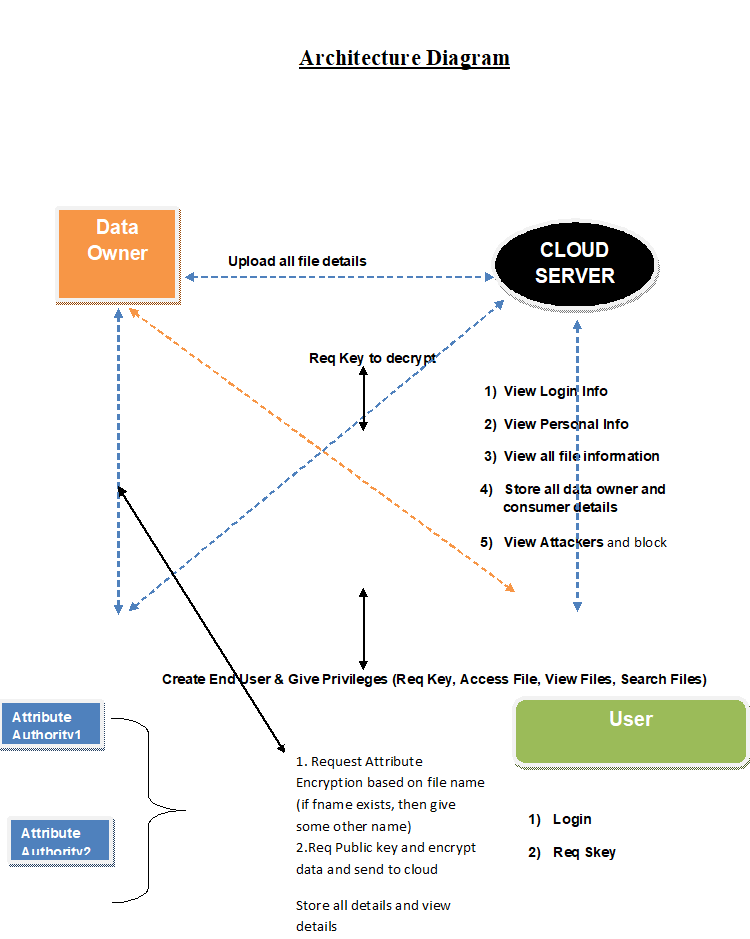 Architecture Diagram
Data
Owner
CLOUD
SERVER
Upload all file details
Req Key to decrypt
1) View Login Info
2) View Personal Info
3) View all file information
4) Store all data owner and
consumer details
5) View Attackers and block
Create End User & Give Privileges (Req Key, Access File, View Files, Search Files)
Attribute
Authority1
User
1. Request Attribute
Encryption based on file name
(if fname exists, then give
some other name)
2.Req Public key and encrypt
data and send to cloud
Store all details and view
details
Attribute
Authority2
1) Login
2) Req Skey